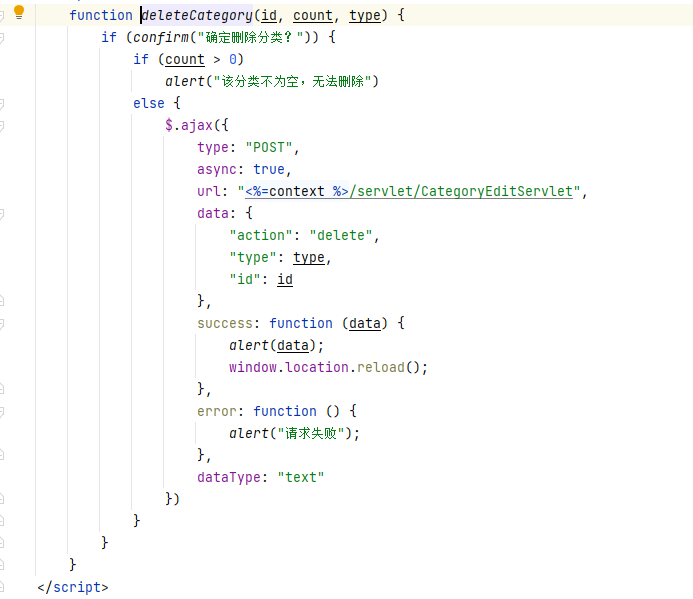 function deleteCategory(id, count, type) {
if (confirm("确定删除分类？")) {
if (count > 0)
alert("该分类不为空，无法删除")
else {
$.ajax({
type: "POST",
async: true,
url: "<%=context %>/servlet/CategoryEditServlet",
data: {
"action": "delete",
"type": type,
"id": id
},
success: function (data) {
alert(data);
window.location.reload();
},
error: function () {
alert("请求失败");
},
dataType: "text"
})
}
}
}
</script>